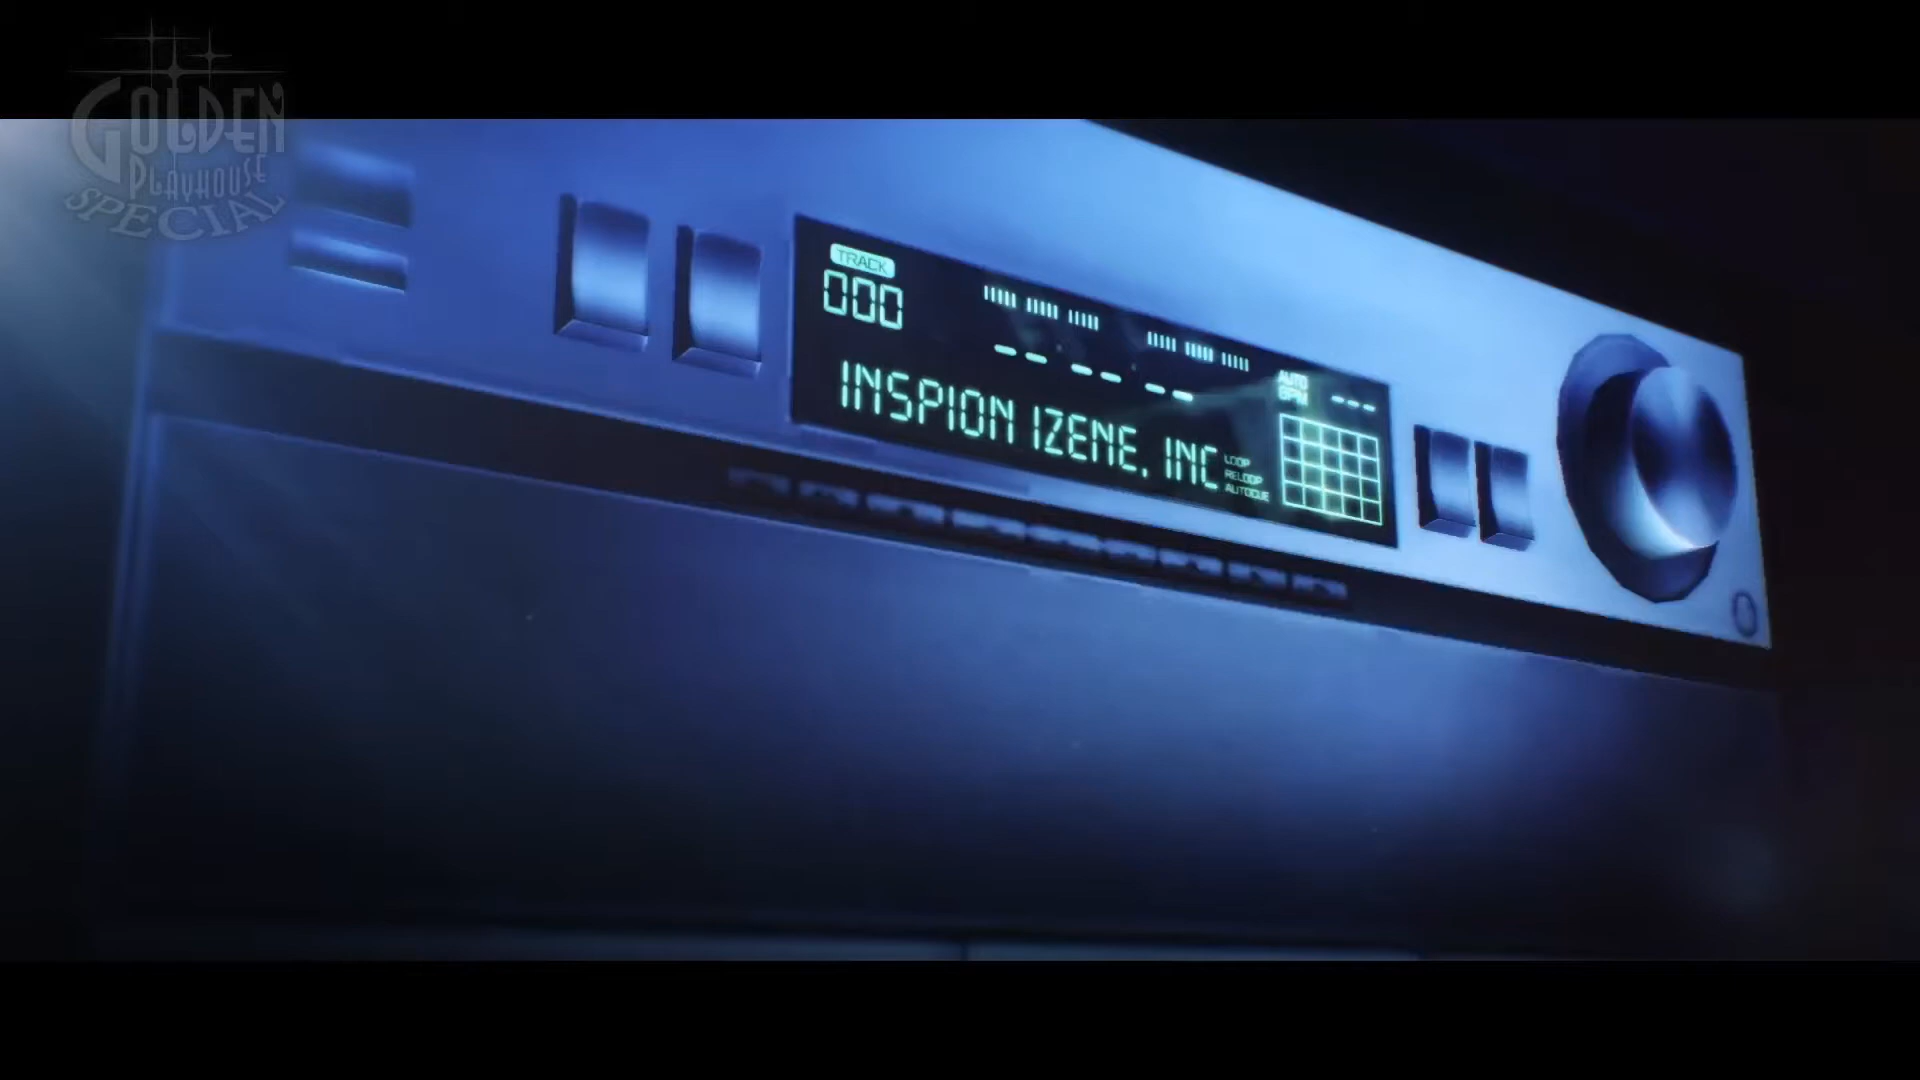 GOLDEN
PLAYHOUSE
SPECIAL
TRACK
000
AUTO
BPM
---
-- -- --
INSPION IZENE, INC
LOOP
RELOOP
AUTOCUE